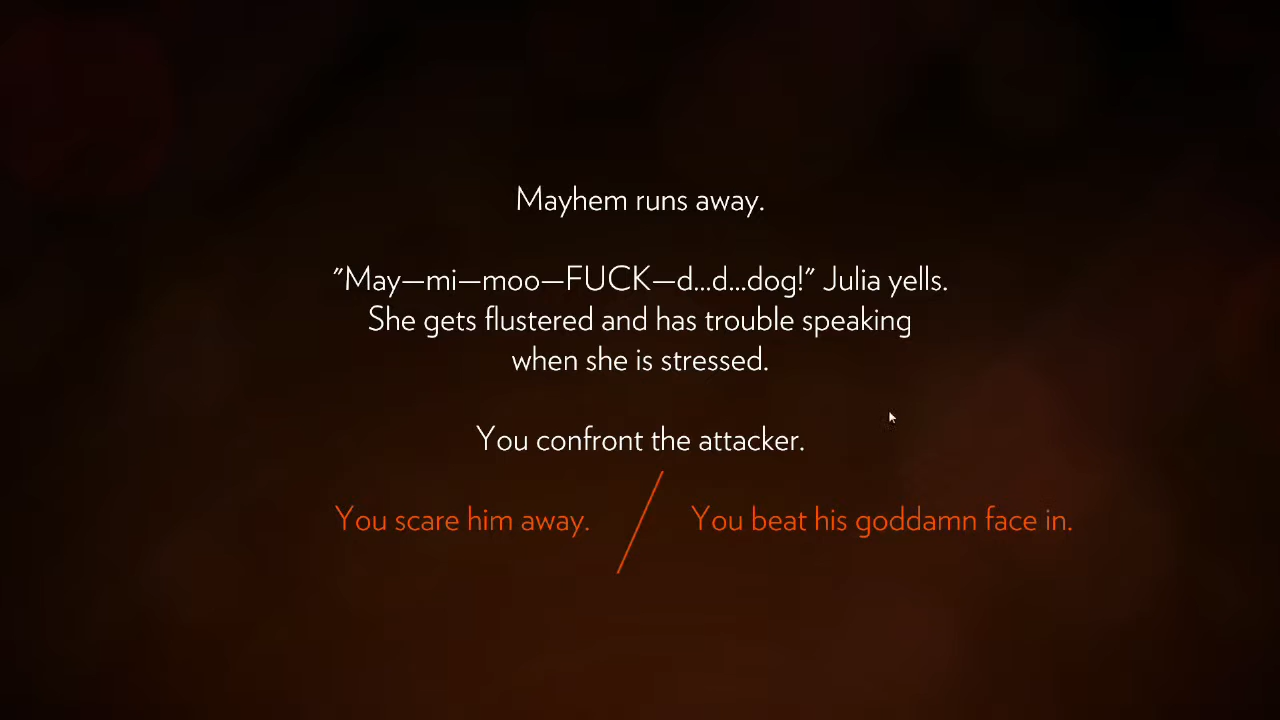 Mayhem runs away.
"May—mi—moo—FUCK—d...d...dog!" Julia yells.
She gets flustered and has trouble speaking
when she is stressed.
You confront the attacker.
You scare him away. / You beat his goddamn face in.